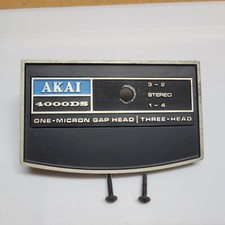 AKAI
4000DS
3-2
STEREO
1-4
ONE-MICRON GAP HEAD | THREE-HEAD